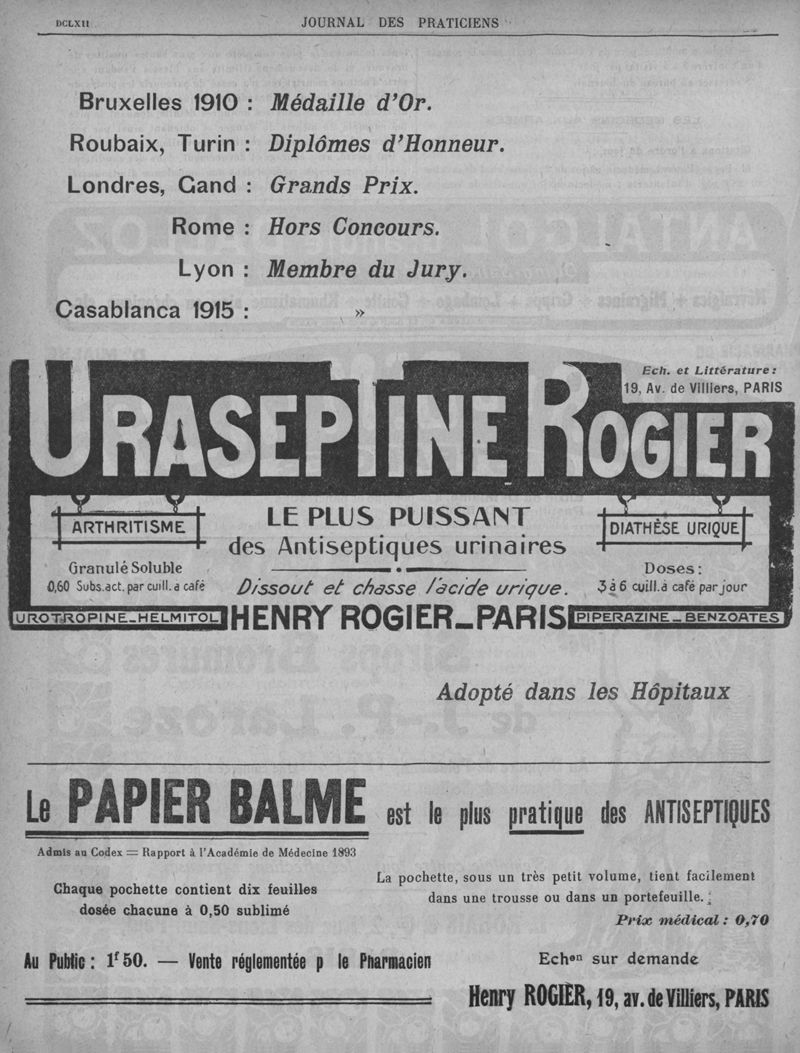 DCLXII
JOURNAL DES PRATICIENS
Bruxelles 1910 : Médaille d'Or.
Roubaix, Turin : Diplômes d'Honneur.
Londres, Gand : Grands Prix.
Rome : Hors Concours.
Lyon : Membre du Jury.
Casablanca 1915 : »
Ech. et Littérature :
19, Av. de Villiers, PARIS
URASEPTINE ROGIER
ARTHRITISME
LE PLUS PUISSANT
des Antiseptiques urinaires
DIATHÈSE URIQUE
Granulé Soluble
0,60 Subs.act. par cuill. a café
Dissout et chasse l'acide urique.
Doses :
3 à 6 cuill. à café par jour
UROTROPINE_HELMITOL
HENRY ROGIER_PARIS
PIPERAZINE_BENZOATES
Adopté dans les Hôpitaux
Le PAPIER BALME est le plus pratique des ANTISEPTIQUES
Admis au Codex = Rapport à l'Académie de Médecine 1893
Chaque pochette contient dix feuilles
dosée chacune à 0,50 sublimé
La pochette, sous un très petit volume, tient facilement
dans une trousse ou dans un portefeuille.
Prix médical : 0,70
Au Public : 1f 50. — Vente réglementée p le Pharmacien
Echon sur demande
Henry ROGIER, 19, av. de Villiers, PARIS